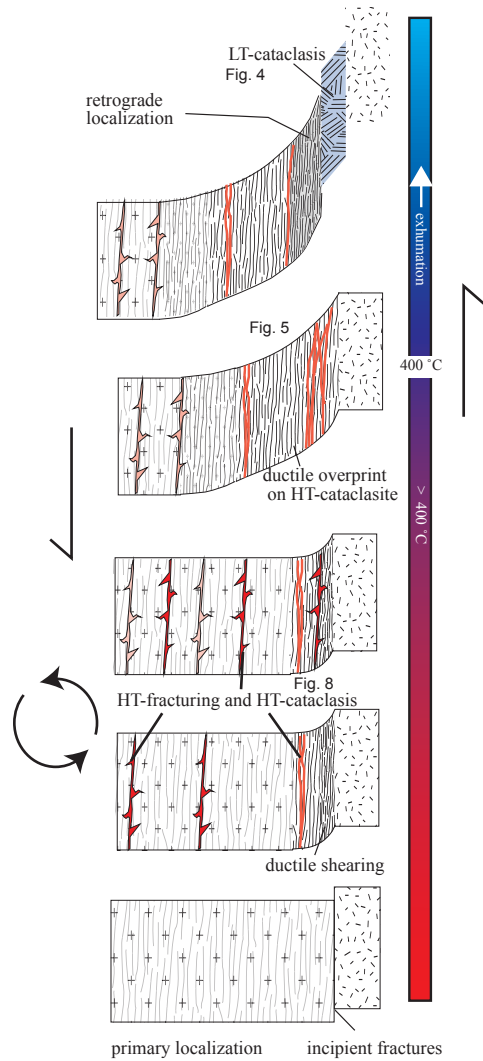 LT-cataclasis
Fig. 4
retrograde
localization
exhumation
Fig. 5
400 °C
ductile overprint
on HT-cataclasite
> 400 °C
Fig. 8
HT-fracturing and HT-cataclasis
ductile shearing
primary localization
incipient fractures